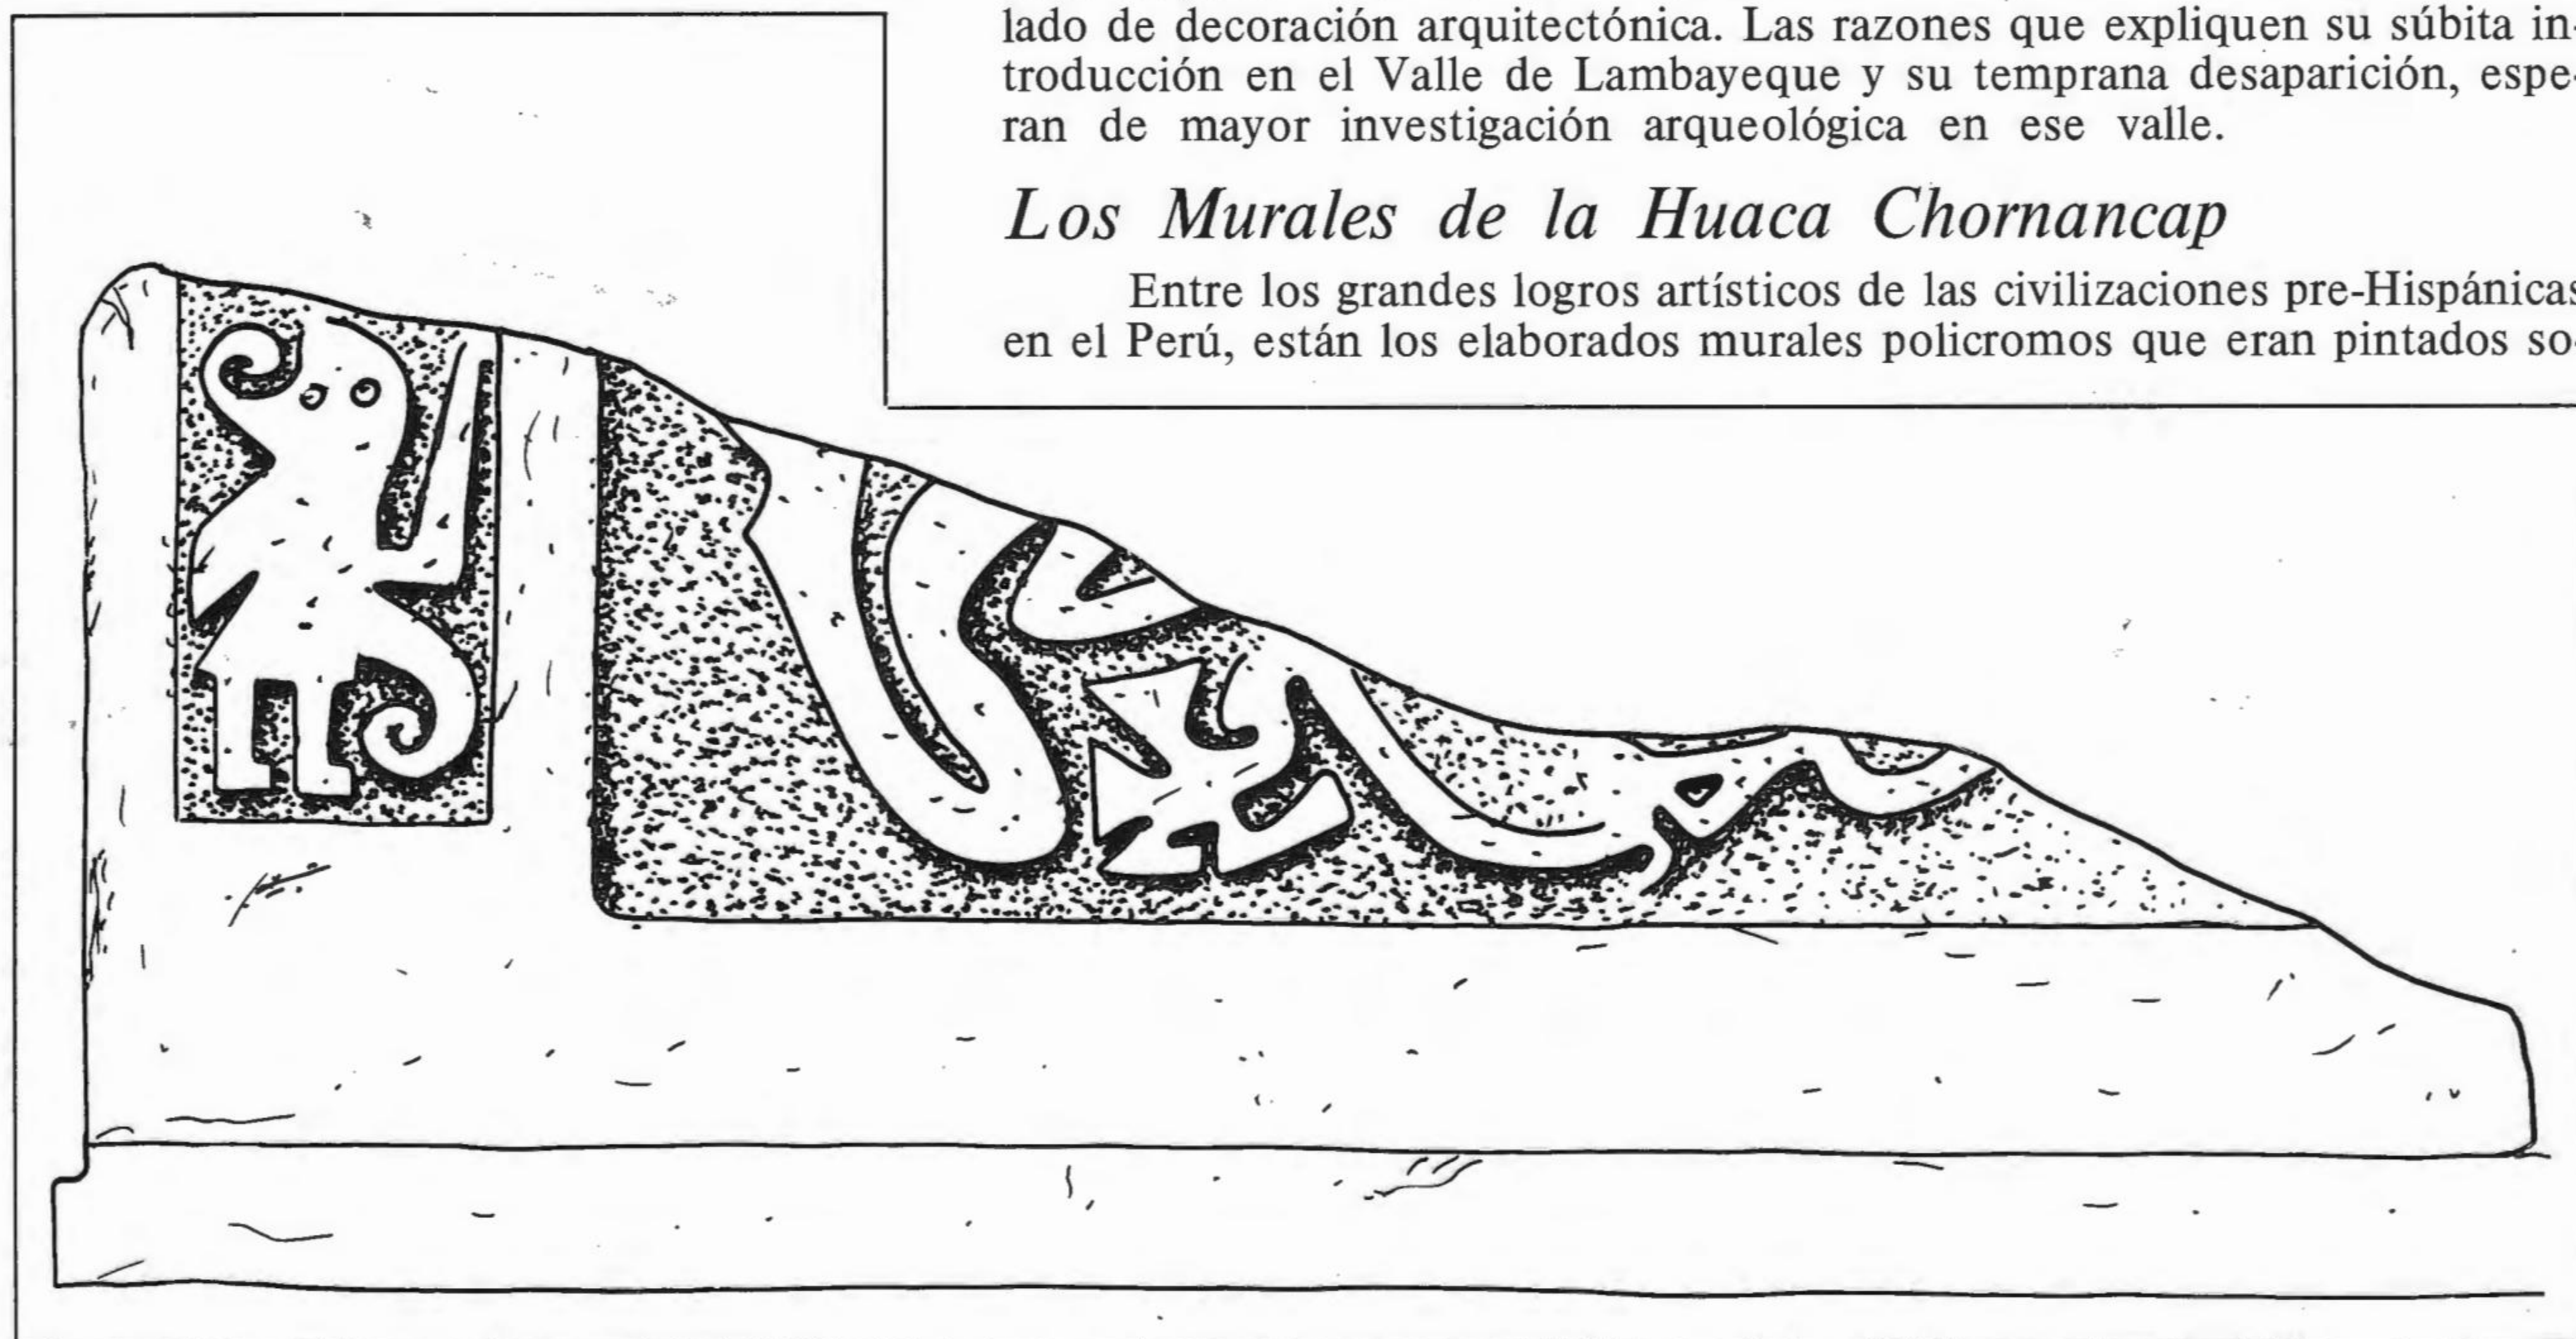 lado de decoración arquitectónica. Las razones que expliquen su súbita in-
troducción en el Valle de Lambayeque y su temprana desaparición, espe-
ran de mayor investigación arqueológica en ese valle.
Los Murales de la Huaca Chornancap
Entre los grandes logros artísticos de las civilizaciones pre-Hispánicas
en el Perú, están los elaborados murales policromos que eran pintados so-